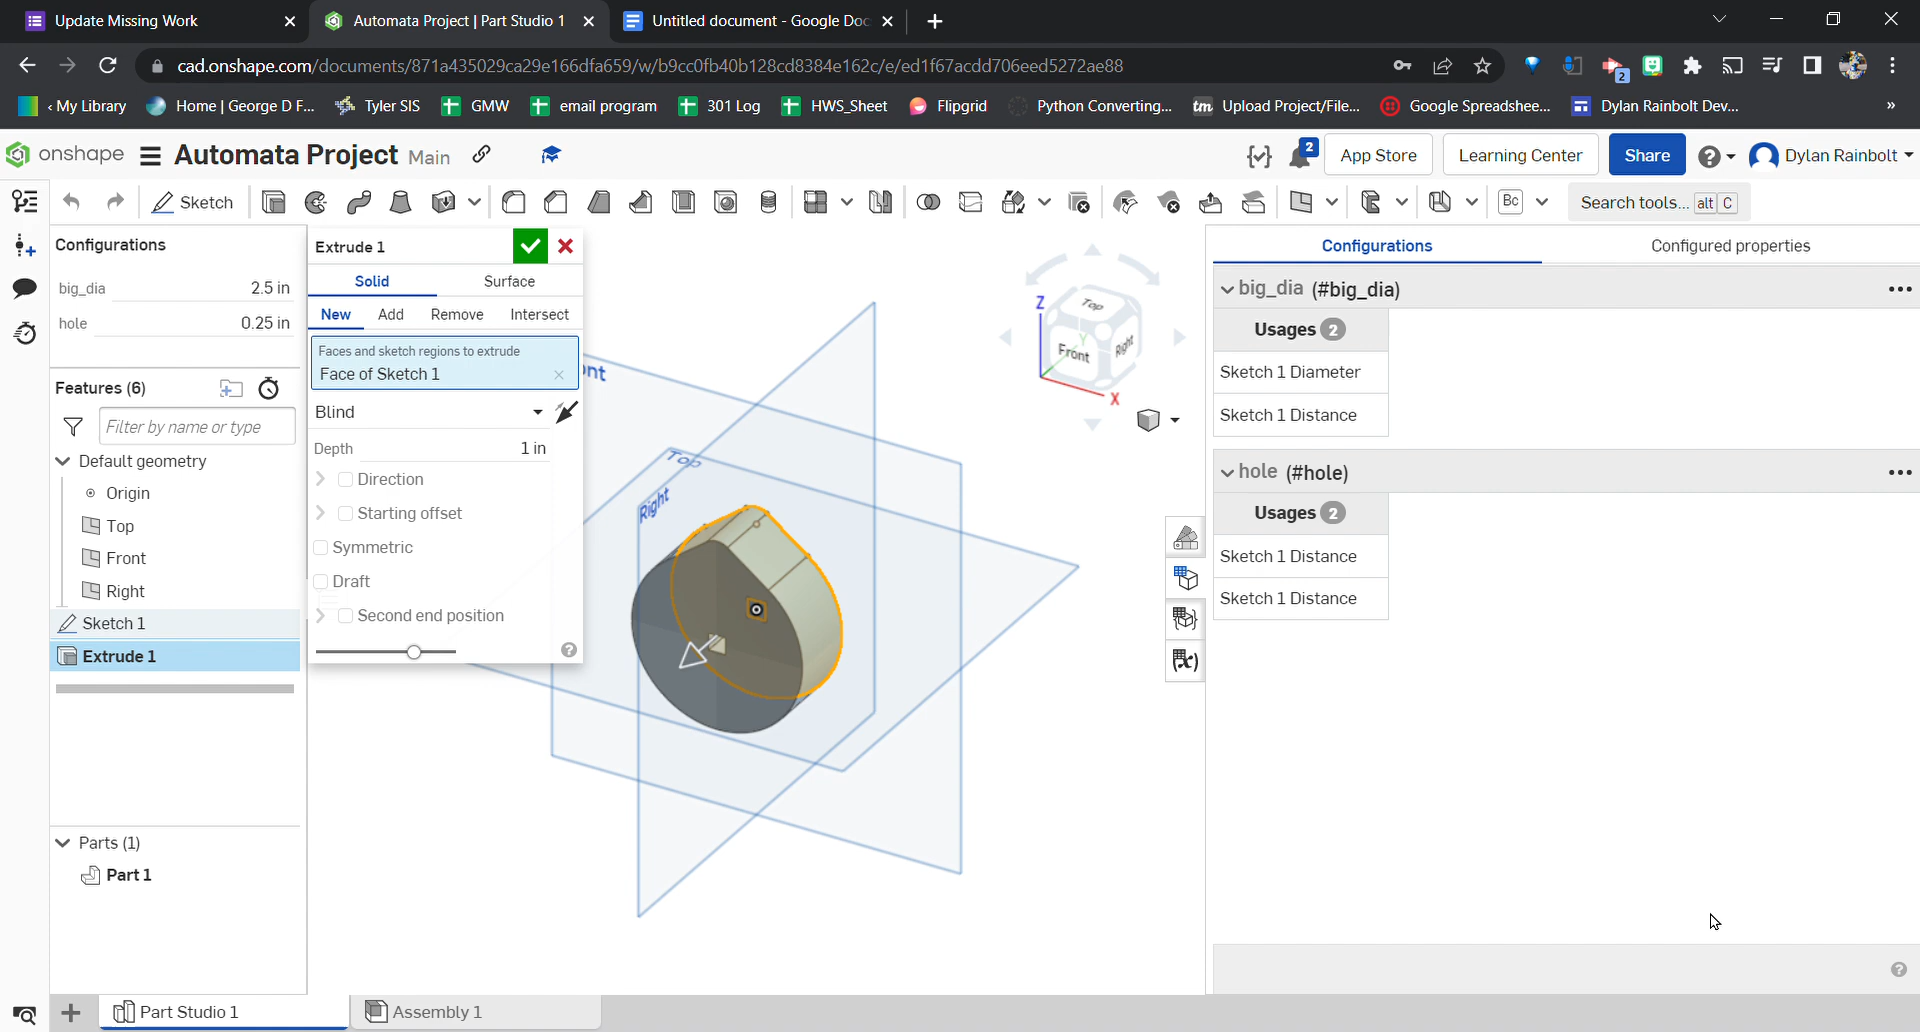 Update Missing Work
Automata Project | Part Studio 1
Untitled document - Google Doc
cad.onshape.com/documents/871a435029ca29e166dfa659/w/b9cc0fb40b128cd8384e162c/e/ed1f67acdd706eed5272ae88
2
‹ My Library
Home | George D F...
Tyler SIS
GMW
email program
301 Log
HWS_Sheet
Flipgrid
Python Converting...
tm Upload Project/File...
Google Spreadshee...
Dylan Rainbolt Dev...
»
onshape
Automata Project Main
2
App Store
Learning Center
Share
Dylan Rainbolt
Sketch
Bc
Search tools... alt C
Configurations
big_dia 2.5 in
hole 0.25 in
Features (6)
Filter by name or type
Default geometry
Origin
Top
Front
Right
Sketch 1
Extrude 1
Parts (1)
Part 1
Extrude 1
Solid Surface
New Add Remove Intersect
Faces and sketch regions to extrude
Face of Sketch 1
Blind
Depth 1 in
Direction
Starting offset
Symmetric
Draft
Second end position
nt
Top
Right
Z
Top
Y
Front
Right
X
Configurations
Configured properties
big_dia (#big_dia)
Usages 2
Sketch 1 Diameter
Sketch 1 Distance
hole (#hole)
Usages 2
Sketch 1 Distance
Sketch 1 Distance
(x)
Part Studio 1
Assembly 1